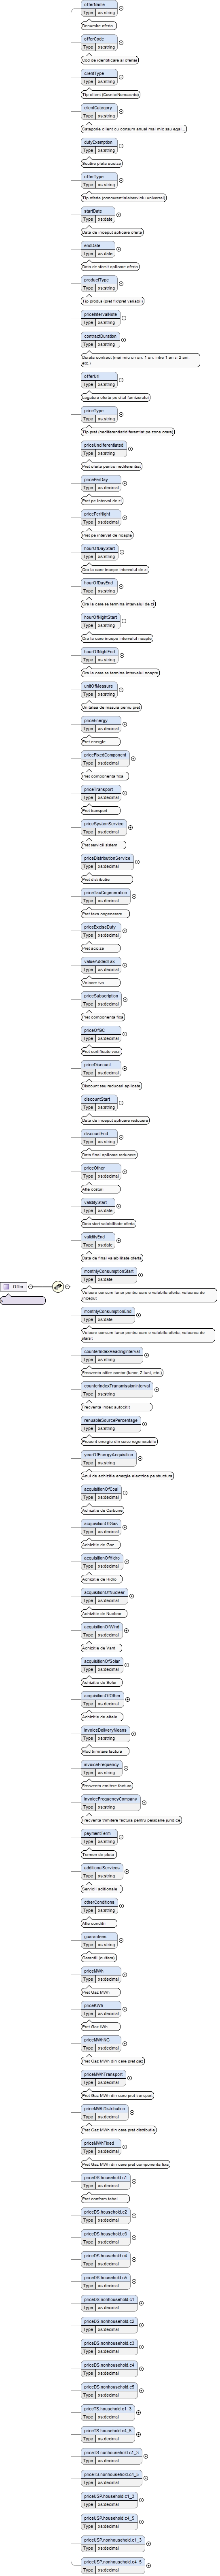 offerName
Type xs:string
Denumire oferta
offerCode
Type xs:string
Cod de identificare al ofertei
clientType
Type xs:string
Tip client (Casnic/Noncasnic)
clientCategory
Type xs:string
Categorie client cu consum anual mai mic sau egal ...
dutyExemption
Type xs:string
Scutire plata acciza
offerType
Type xs:string
Tip oferta (concurentiala/serviciu universal)
startDate
Type xs:date
Data de inceput aplicare oferta
endDate
Type xs:date
Data de sfarsit aplicare oferta
productType
Type xs:string
Tip produs (pret fix/pret variabil)
priceIntervalNote
Type xs:string
contractDuration
Type xs:string
Durata contract (mai mic un an, 1 an, intre 1 an si 2 ani,
etc.)
offerUrl
Type xs:string
Legatura oferta pe situl furnizorului
priceType
Type xs:string
Tip pret (nediferentiat/diferentiat pe zone orare)
priceUndiferentiated
Type xs:string
Pret oferta pentru nediferentiat
pricePerDay
Type xs:decimal
Pret pe interval de zi
pricePerNight
Type xs:decimal
Pret pe interval de noapte
hourOfDayStart
Type xs:string
Ora la care incepe intervalul de zi
hourOfDayEnd
Type xs:string
Ora la care se termina intervalul de zi
hourOfNightStart
Type xs:string
Ora la care incepe intervalul noapte
hourOfNightEnd
Type xs:string
Ora la care se termina intervalul noapte
unitOfMeasure
Type xs:string
Unitatea de masura pentru pret
priceEnergy
Type xs:decimal
Pret energie
priceFixedComponent
Type xs:decimal
Pret componenta fixa
priceTransport
Type xs:decimal
Pret transport
priceSystemService
Type xs:decimal
Pret servicii sistem
priceDistributionService
Type xs:decimal
Pret distributie
priceTaxCogeneration
Type xs:decimal
Pret taxa cogenerare
priceExciseDuty
Type xs:decimal
Pret acciza
valueAddedTax
Type xs:decimal
Valoare tva
priceSubscription
Type xs:decimal
Pret componenta fixa
priceOfGC
Type xs:decimal
Pret certificate verzi
priceDiscount
Type xs:decimal
Discount sau reduceri aplicate
discountStart
Type xs:string
Data de inceput aplicare reducere
discountEnd
Type xs:decimal
Data final aplicare reducere
priceOther
Type xs:decimal
Alte costuri
validityStart
Type xs:date
Data start valabilitate oferta
validityEnd
Type xs:date
Data de final valabilitate oferta
Offer
monthlyConsumptionStart
Type xs:date
Valoare consum lunar pentru care e valabila oferta, valoarea de
inceput
monthlyConsumptionEnd
Type xs:date
Valoare consum lunar pentru care e valabila oferta, valoarea de
sfarsit
counterIndexReadingInterval
Type xs:string
Frecventa citire contor (lunar, 2 luni, etc.)
counterIndexTransmissionInterval
Type xs:string
Frecventa index autocitit
renuableSourcePercentage
Type xs:string
Procent energie din surse regenerabile
yearOfEnergyAcquisition
Type xs:string
Anul de achizitie energie electrica pe structura
acquisitionOfCoal
Type xs:decimal
Achizitie de Carbune
acquisitionOfGas
Type xs:decimal
Achizitie de Gaz
acquisitionOfHidro
Type xs:decimal
Achizitie de Hidro
acquisitionOfNuclear
Type xs:decimal
Achizitie de Nuclear
acquisitionOfWind
Type xs:decimal
Achizitie de Vant
acquisitionOfSolar
Type xs:decimal
Achizitie de Solar
acquisitionOfOther
Type xs:decimal
Achizitie de altele
invoiceDeliveryMeans
Type xs:string
Mod trimitere factura
invoiceFrequency
Type xs:string
Frecventa emitere factura
invoiceFrequencyCompany
Type xs:string
Frecventa trimitere factura pentru persoane juridice
paymentTerm
Type xs:string
Termen de plata
additionalServices
Type xs:string
Servicii aditionale
otherConditions
Type xs:string
Alte conditii
guarantees
Type xs:string
Garantii (cu/fara)
priceMWh
Type xs:decimal
Pret Gaz MWh
priceKWh
Type xs:decimal
Pret Gaz kWh
priceMWhNG
Type xs:decimal
Pret Gaz MWh din care pret gaz
priceMWhTransport
Type xs:decimal
Pret Gaz MWh din care pret transport
priceMWhDistribution
Type xs:decimal
Pret Gaz MWh din care pret distributie
priceMWhFixed
Type xs:decimal
Pret Gaz MWh din care pret componenta fixa
priceDS.household.c1
Type xs:decimal
Pret conform label
priceDS.household.c2
Type xs:decimal
priceDS.household.c3
Type xs:decimal
priceDS.household.c4
Type xs:decimal
priceDS.household.c5
Type xs:decimal
priceDS.nonhousehold.c1
Type xs:decimal
priceDS.nonhousehold.c2
Type xs:decimal
priceDS.nonhousehold.c3
Type xs:decimal
priceDS.nonhousehold.c4
Type xs:decimal
priceDS.nonhousehold.c5
Type xs:decimal
priceTS.household.c1_3
Type xs:decimal
priceTS.household.c4_5
Type xs:decimal
priceTS.nonhousehold.c1_3
Type xs:decimal
priceTS.nonhousehold.c4_5
Type xs:decimal
priceUSP.household.c1_3
Type xs:decimal
priceUSP.household.c4_5
Type xs:decimal
priceUSP.nonhousehold.c1_3
Type xs:decimal
priceUSP.nonhousehold.c4_5
Type xs:decimal